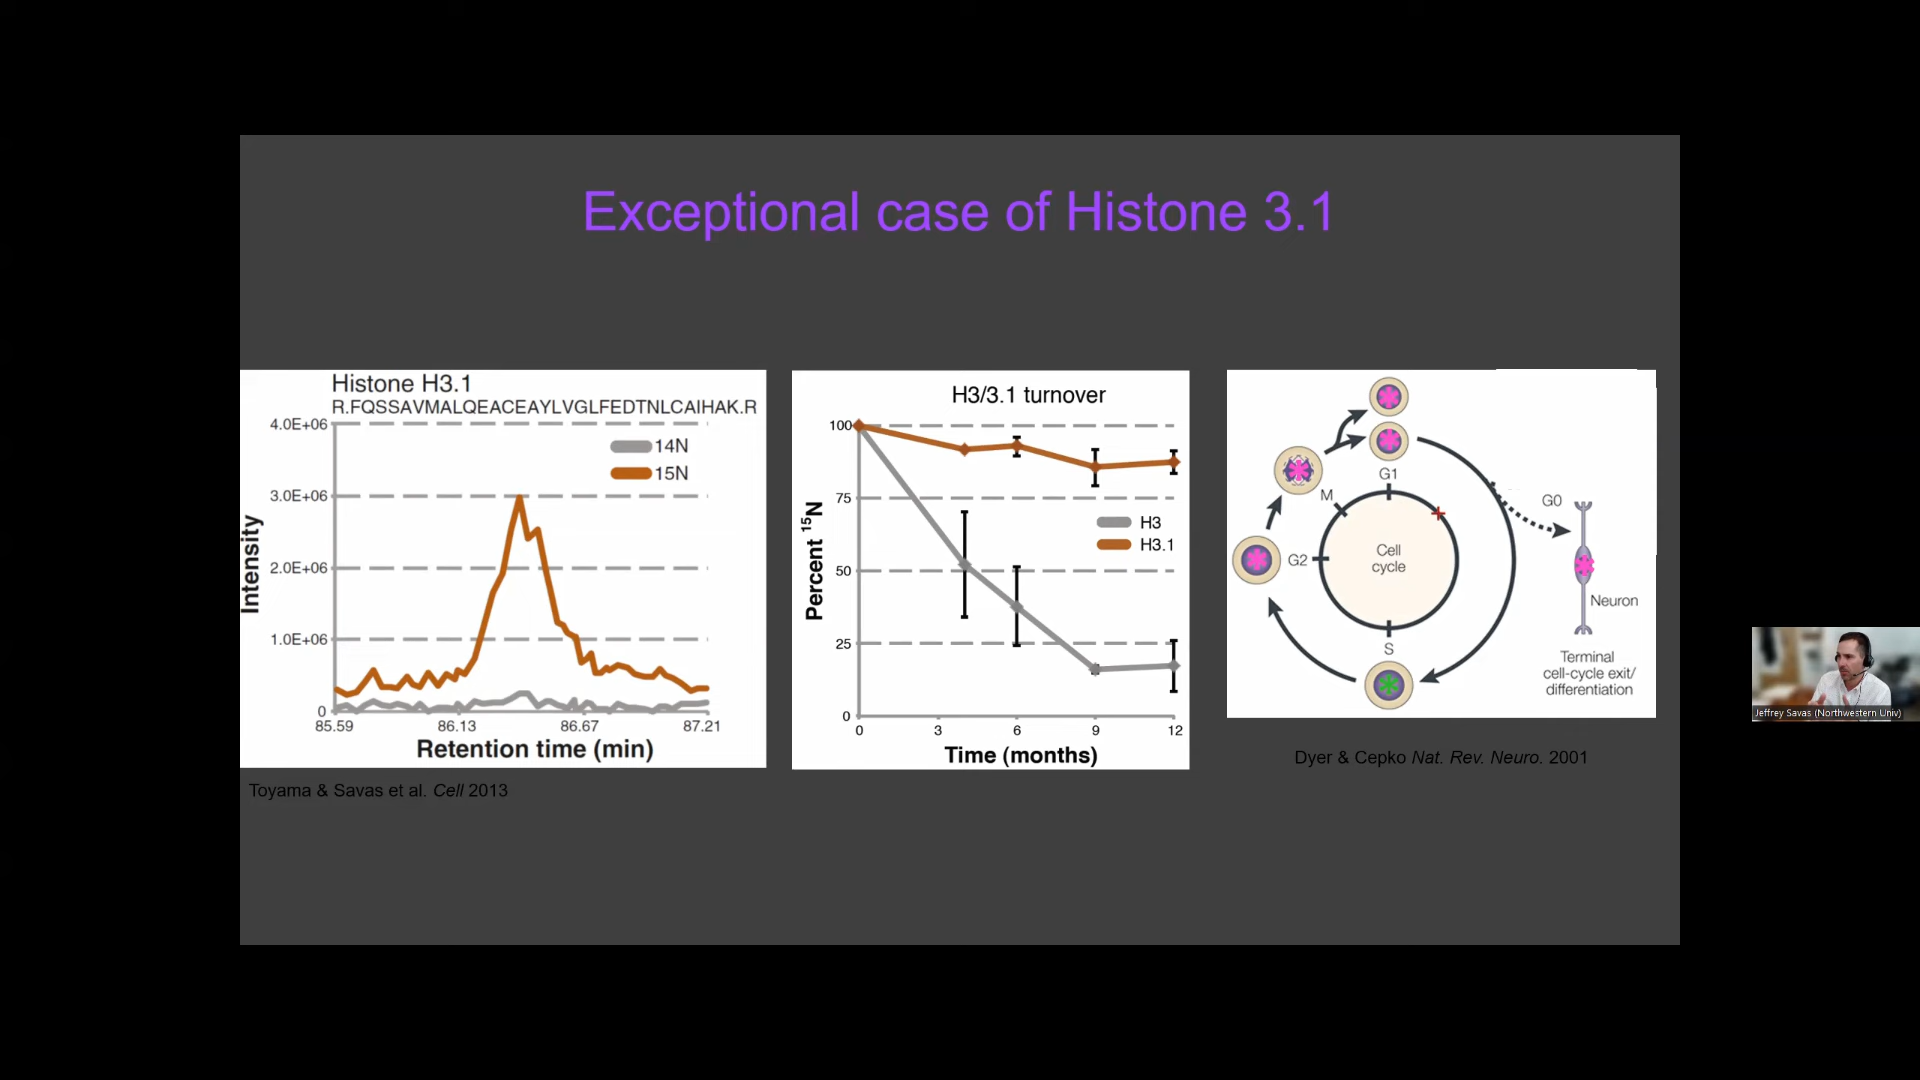 Exceptional case of Histone 3.1
Histone H3.1
R.FQSSAVMALQEACEAYLVGLFEDTNLCAIHAK.R
4.0E+06
3.0E+06
2.0E+06
1.0E+06
0
Intensity
14N
15N
85.59 86.13 86.67 87.21
Retention time (min)
Toyama & Savas et al. Cell 2013
H3/3.1 turnover
100
75
50
25
0
Percent ¹⁵N
H3
H3.1
0 3 6 9 12
Time (months)
G1
M
G2
S
Cell
cycle
G0
Neuron
Terminal
cell-cycle exit/
differentiation
Dyer & Cepko Nat. Rev. Neuro. 2001
Jeffrey Savas (Northwestern Univ)